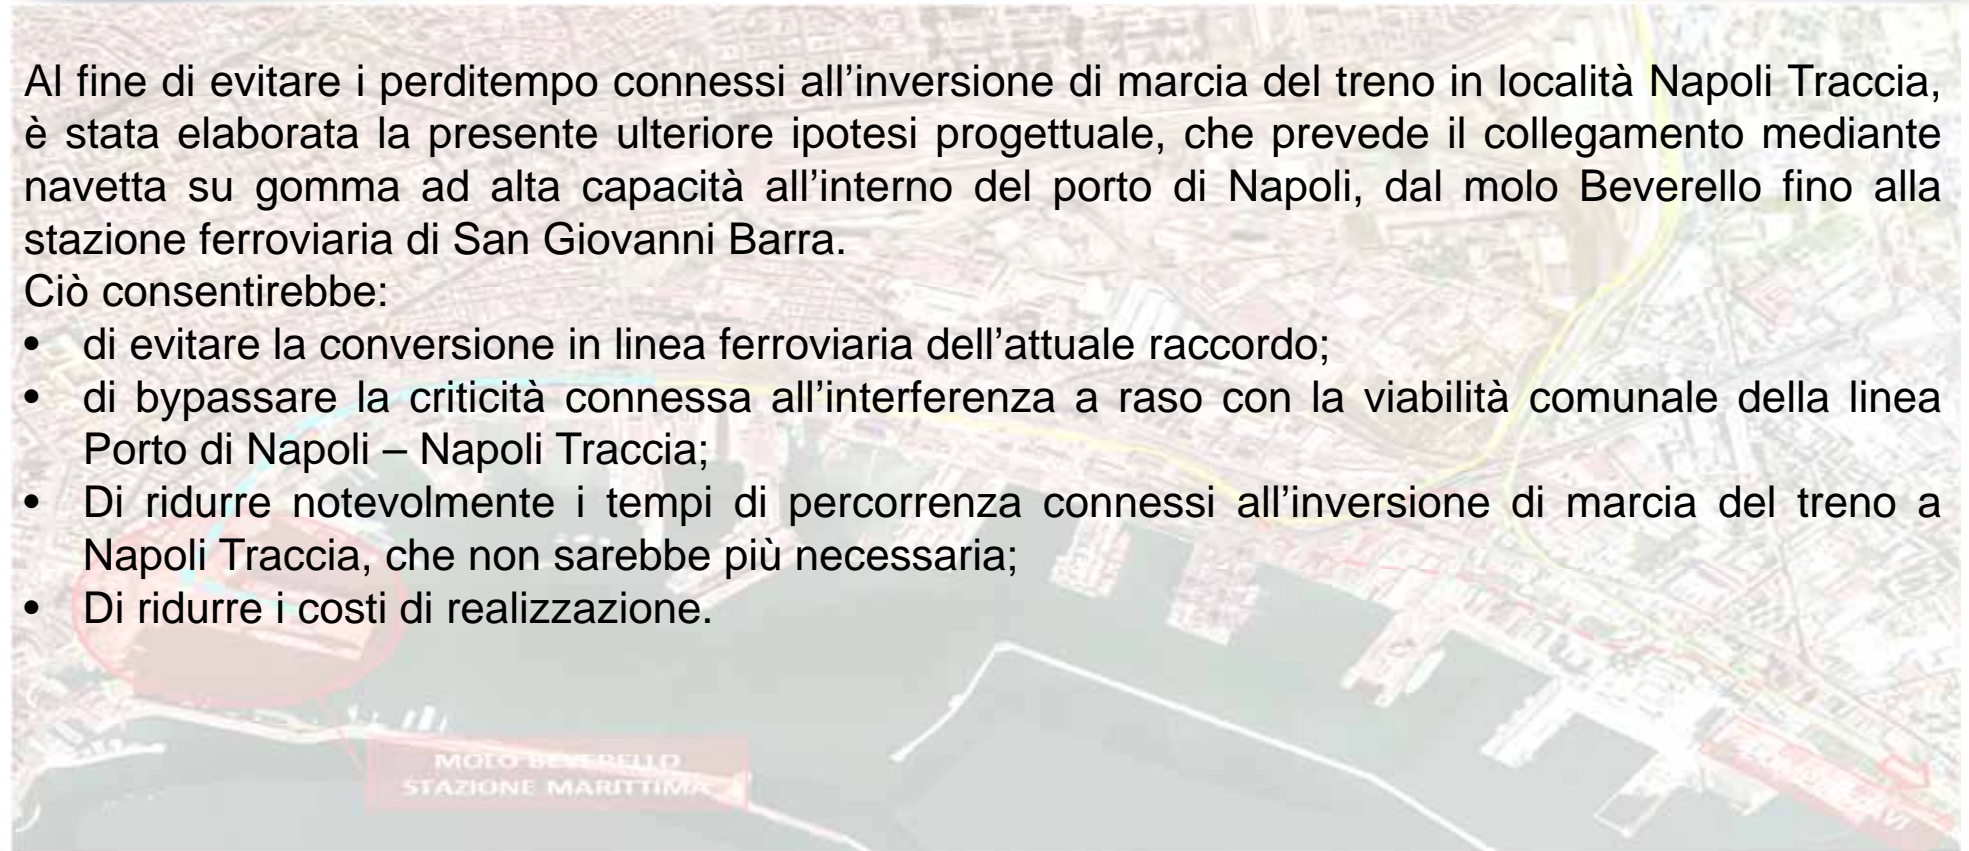 Al fine di evitare i perditempo connessi all’inversione di marcia del treno in località Napoli Traccia,
è stata elaborata la presente ulteriore ipotesi progettuale, che prevede il collegamento mediante
navetta su gomma ad alta capacità all’interno del porto di Napoli, dal molo Beverello fino alla
stazione ferroviaria di San Giovanni Barra.
Ciò consentirebbe:
• di evitare la conversione in linea ferroviaria dell’attuale raccordo;
• di bypassare la criticità connessa all’interferenza a raso con la viabilità comunale della linea
Porto di Napoli – Napoli Traccia;
• Di ridurre notevolmente i tempi di percorrenza connessi all’inversione di marcia del treno a
Napoli Traccia, che non sarebbe più necessaria;
• Di ridurre i costi di realizzazione.
MOLO BEVERELLO
STAZIONE MARITTIMA